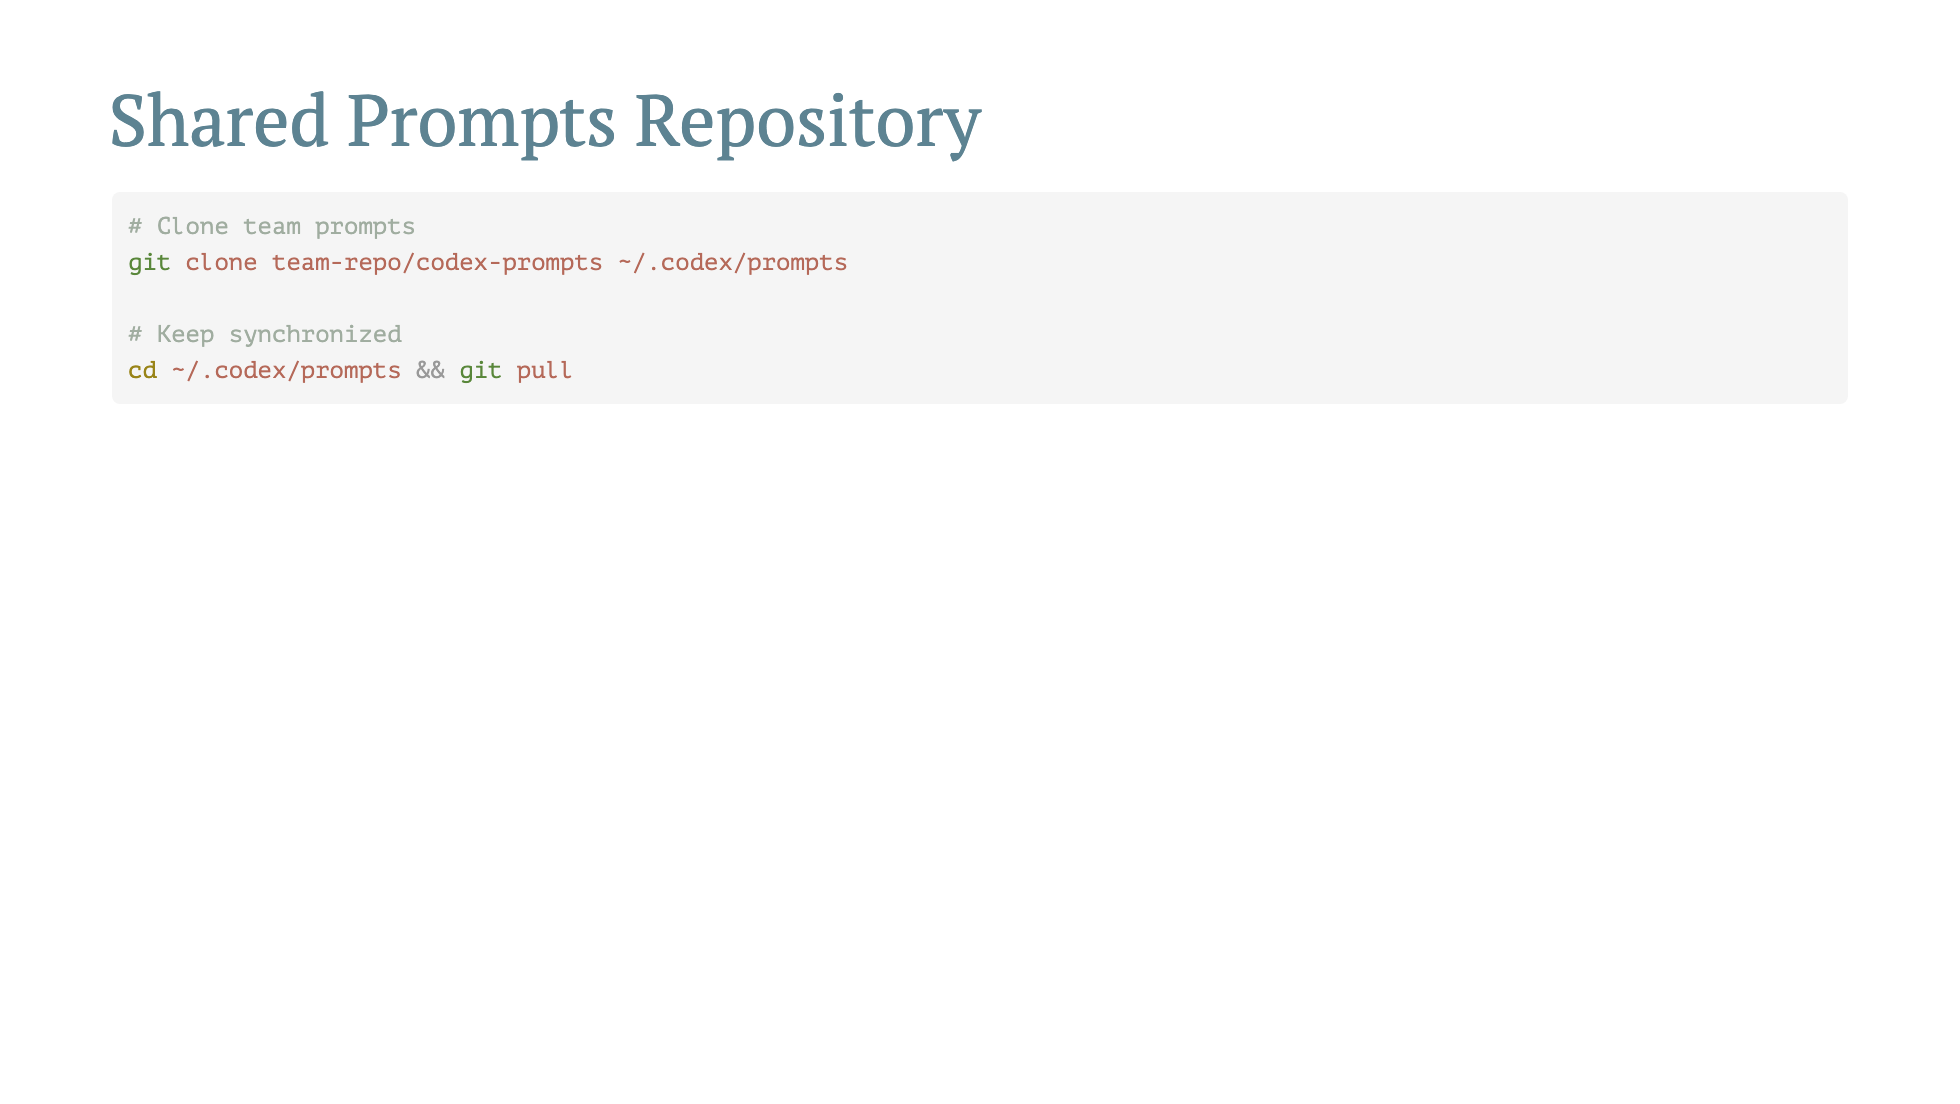 Shared Prompts Repository
# Clone team prompts
git clone team-repo/codex-prompts ~/.codex/prompts
# Keep synchronized
cd ~/.codex/prompts && git pull